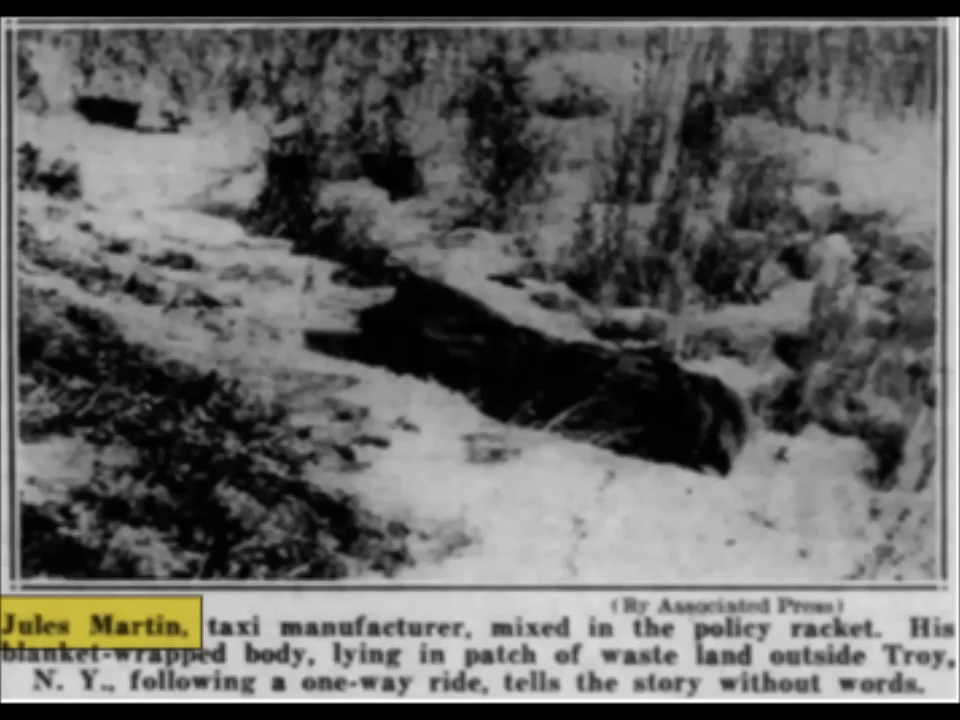 (By Associated Press)
Jules Martin, taxi manufacturer, mixed in the policy racket. His
blanket-wrapped body, lying in patch of waste land outside Troy,
N. Y., following a one-way ride, tells the story without words.